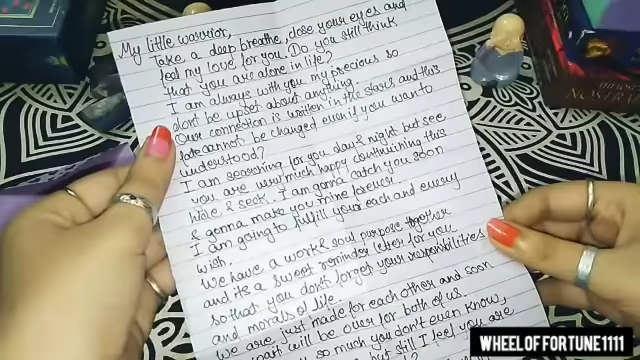 My little warrior,
Take a deep breathe, close your eyes and
feel my love for you. Do you still think
that you are alone in life?
I am always with you my precious so
don't be upset about anything.
Our connection is written in the stars and this
fate cannot be changed even if you want to
understood?
I am searching for you day & night but see
you are very much happy continuining this
hide & seek. I am gonna catch you soon
& gonna make you mine forever.
I am going to fulfill your each and every
wish.
We have a work & soul purpose together
and its a sweet reminder letter for you
so that you don't forget your responsibilities
and morals of life.
We are just made for each other and soon
wait will be over for both of us
so much you don't even know,
but still I feel you are
WHEEL OF FORTUNE1111